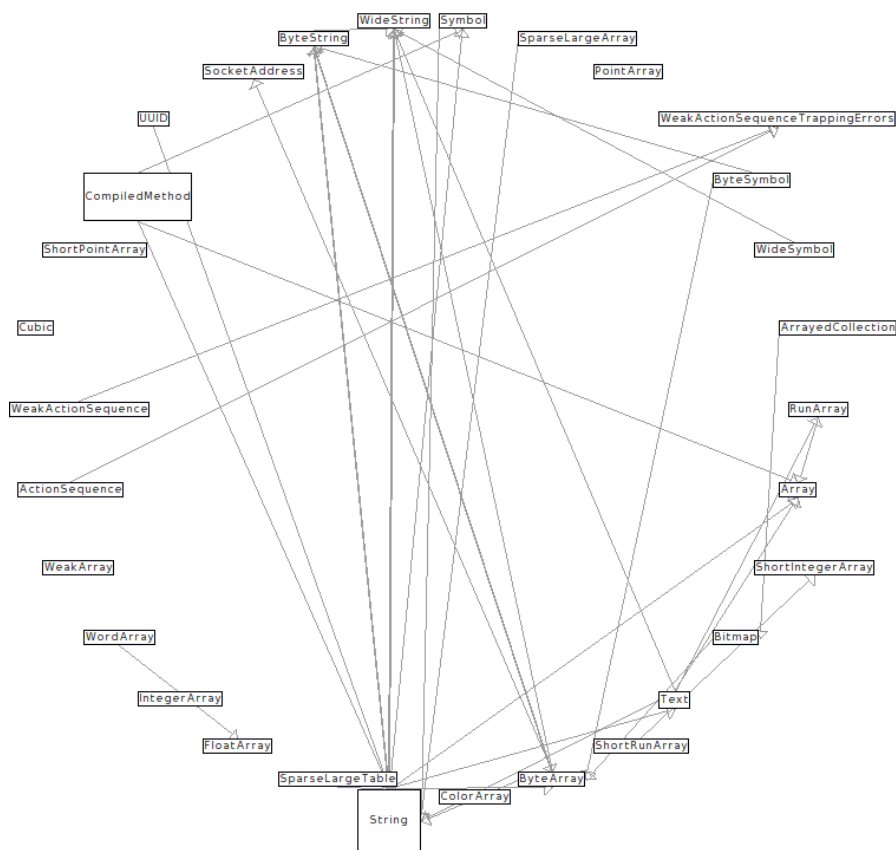 WideString
Symbol
ByteString
SparseLargeArray
SocketAddress
PointArray
UUID
WeakActionSequenceTrappingErrors
ByteSymbol
CompiledMethod
ShortPointArray
WideSymbol
Cubic
ArrayedCollection
WeakActionSequence
RunArray
ActionSequence
Array
WeakArray
ShortIntegerArray
WordArray
Bitmap
IntegerArray
Text
FloatArray
ShortRunArray
SparseLargeTable
ByteArray
ColorArray
String